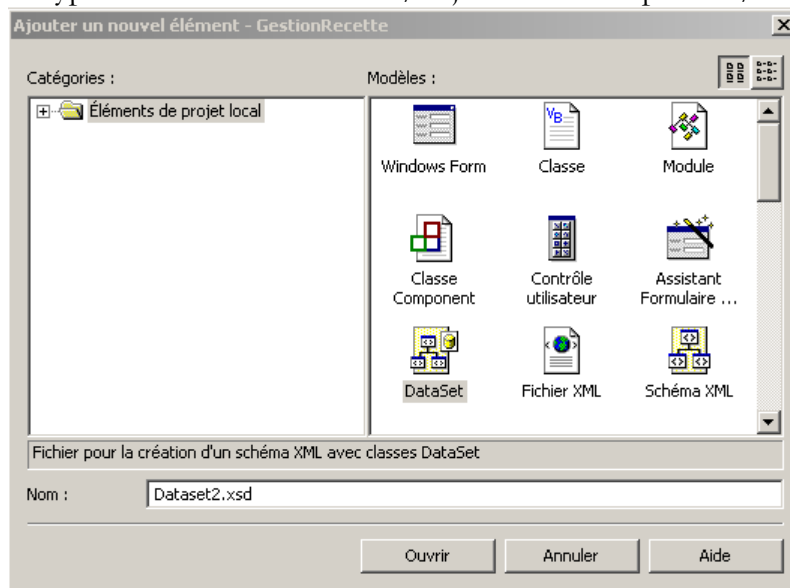 Ajouter un nouvel élément - GestionRecette
Catégories :
Modèles :
Éléments de projet local
Windows Form
Classe
Module
Classe Component
Contrôle utilisateur
Assistant Formulaire ...
DataSet
Fichier XML
Schéma XML
Fichier pour la création d'un schéma XML avec classes DataSet
Nom :
Dataset2.xsd
Ouvrir
Annuler
Aide